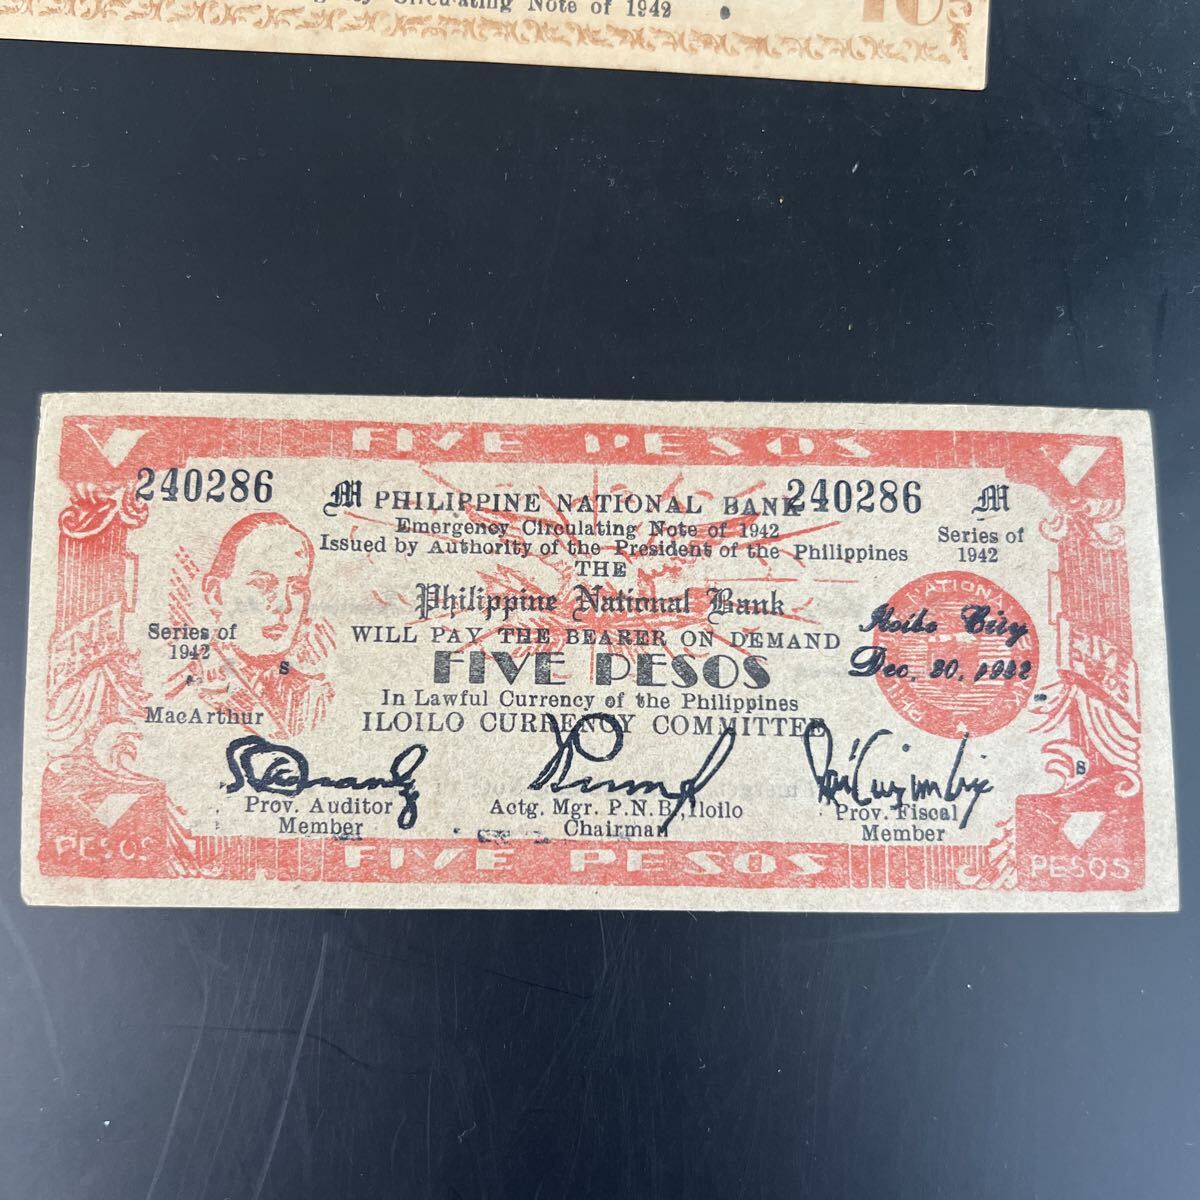 Circulating Note of 1942
10
FIVE PESOS
240286 M PHILIPPINE NATIONAL BANK 240286 M
Emergency Circulating Note of 1942
Series of
1942
Issued by Authority of the President of the Philippines
THE
Philippine National Bank
Iloilo City
Series of
1942
WILL PAY THE BEARER ON DEMAND
S
FIVE PESOS
Dec. 20, 1942
In Lawful Currency of the Philippines
MacArthur
ILOILO CURRENCY COMMITTEE
S
Prov. Auditor
Member
Actg. Mgr. P.N.B., Iloilo
Chairman
Prov. Fiscal
Member
PESOS
FIVE PESOS
PESOS